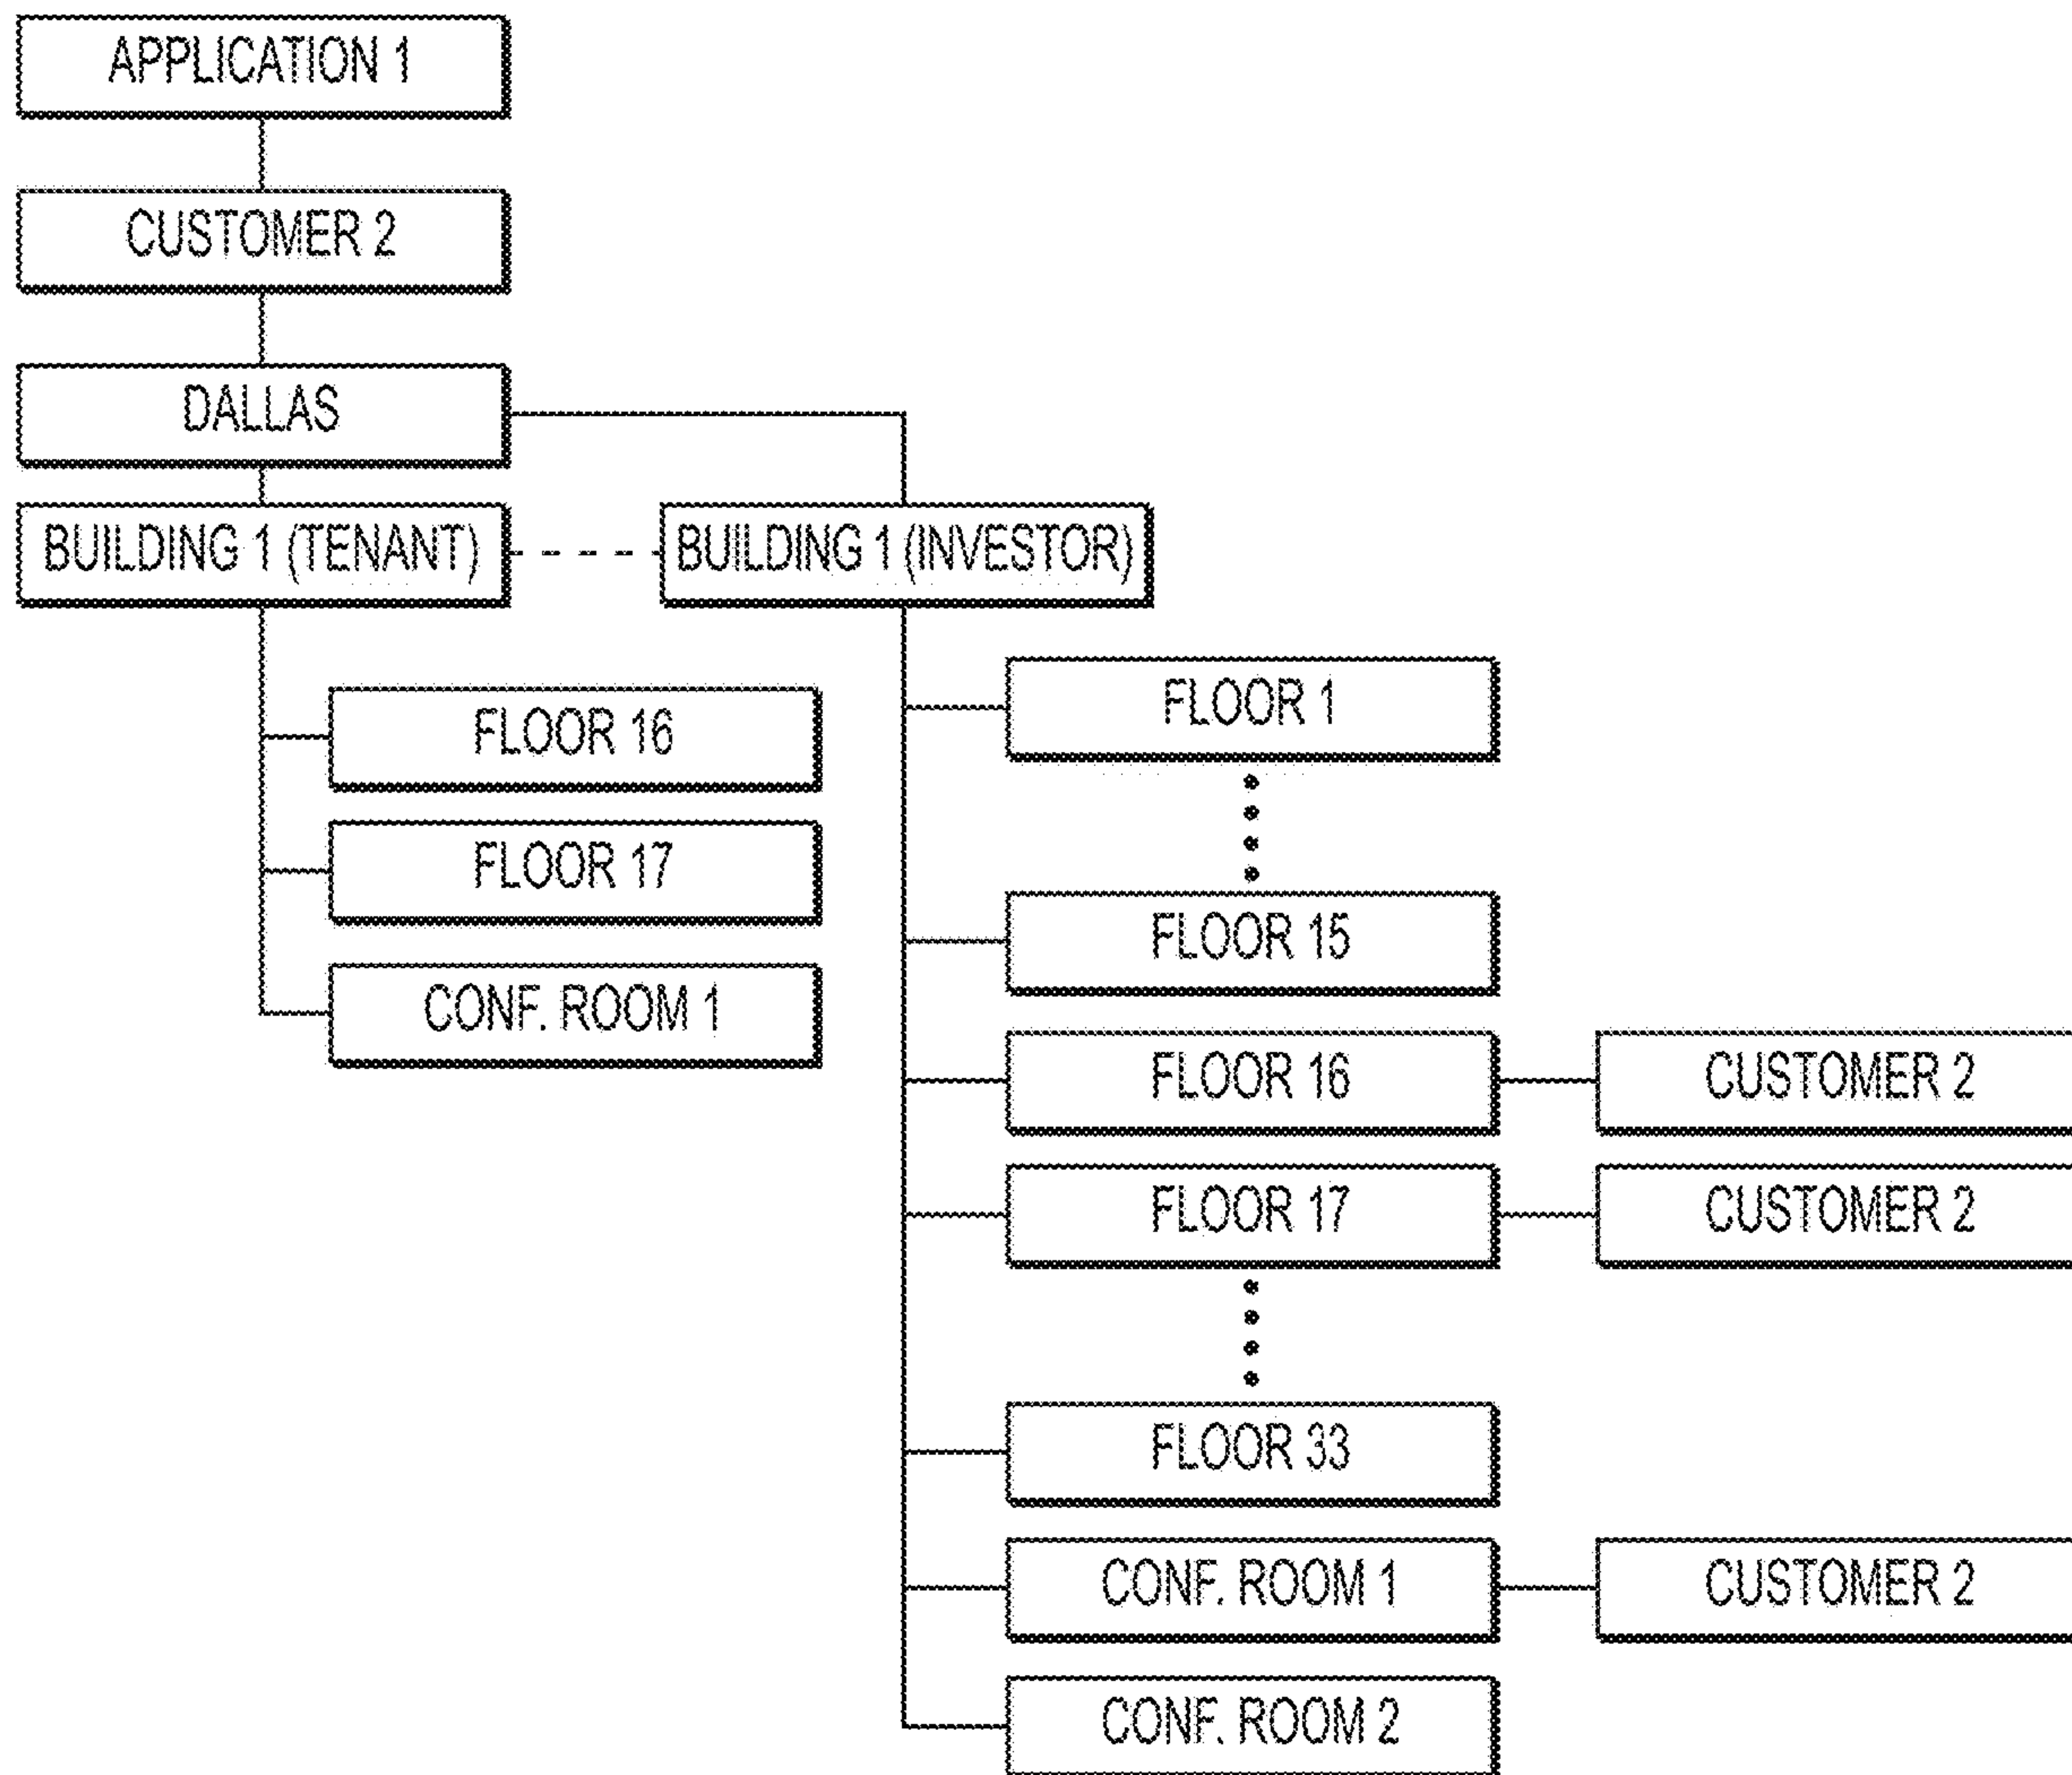 APPLICATION 1
CUSTOMER 2
DALLAS
BUILDING 1 (TENANT)
BUILDING 1 (INVESTOR)
FLOOR 16
FLOOR 17
CONF. ROOM 1
FLOOR 1
FLOOR 15
FLOOR 16
CUSTOMER 2
FLOOR 17
CUSTOMER 2
FLOOR 33
CONF. ROOM 1
CUSTOMER 2
CONF. ROOM 2